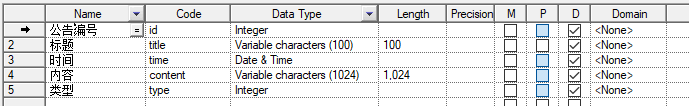 Name Code Data Type Length Precision M P D Domain
公告编号 = id Integer <None>
2 标题 title Variable characters (100) 100 <None>
3 时间 time Date & Time <None>
4 内容 content Variable characters (1024) 1,024 <None>
5 类型 type Integer <None>